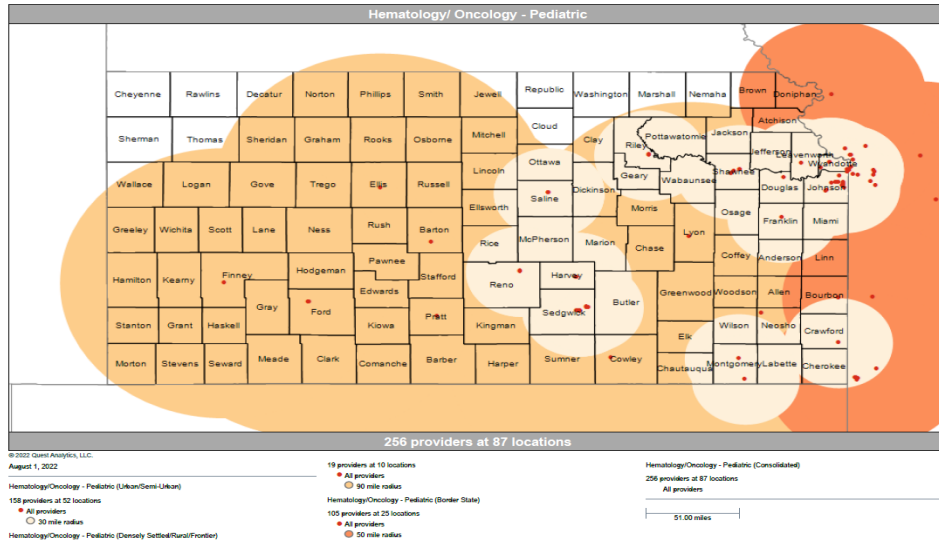 Hematology/ Oncology - Pediatric
Cheyenne Rawlins Decatur Norton Phillips Smith Jewell Republic Washington Marshall Nemaha Brown Doniphan
Atchison
Sherman Thomas Sheridan Graham Rooks Osborne Mitchell Cloud Clay Riley Pottawatomie Jackson Jefferson Leavenworth
Wyandotte
Wallace Logan Gove Trego Ellis Russell Lincoln Ottawa Geary Wabaunsee Shawnee Douglas Johnson
Saline Dickinson
Ellsworth Morris Osage Franklin Miami
Greeley Wichita Scott Lane Ness Rush Barton Rice McPherson Marion Chase Lyon
Coffey Anderson Linn
Hamilton Kearny Finney Hodgeman Pawnee Stafford Reno Harvey
Gray Ford Edwards Sedgwick Butler Greenwood Woodson Allen Bourbon
Stanton Grant Haskell Kiowa Pratt Kingman Elk Wilson Neosho Crawford
Morton Stevens Seward Meade Clark Comanche Barber Harper Sumner Cowley Chautauqua Montgomery Labette Cherokee
256 providers at 87 locations
© 2022 Quest Analytics, LLC.
August 1, 2022
Hematology/Oncology - Pediatric (Urban/Semi-Urban)
158 providers at 52 locations
All providers
30 mile radius
Hematology/Oncology - Pediatric (Densely Settled/Rural/Frontier)
19 providers at 10 locations
All providers
90 mile radius
Hematology/Oncology - Pediatric (Border State)
105 providers at 25 locations
All providers
50 mile radius
Hematology/Oncology - Pediatric (Consolidated)
256 providers at 87 locations
All providers
51.00 miles